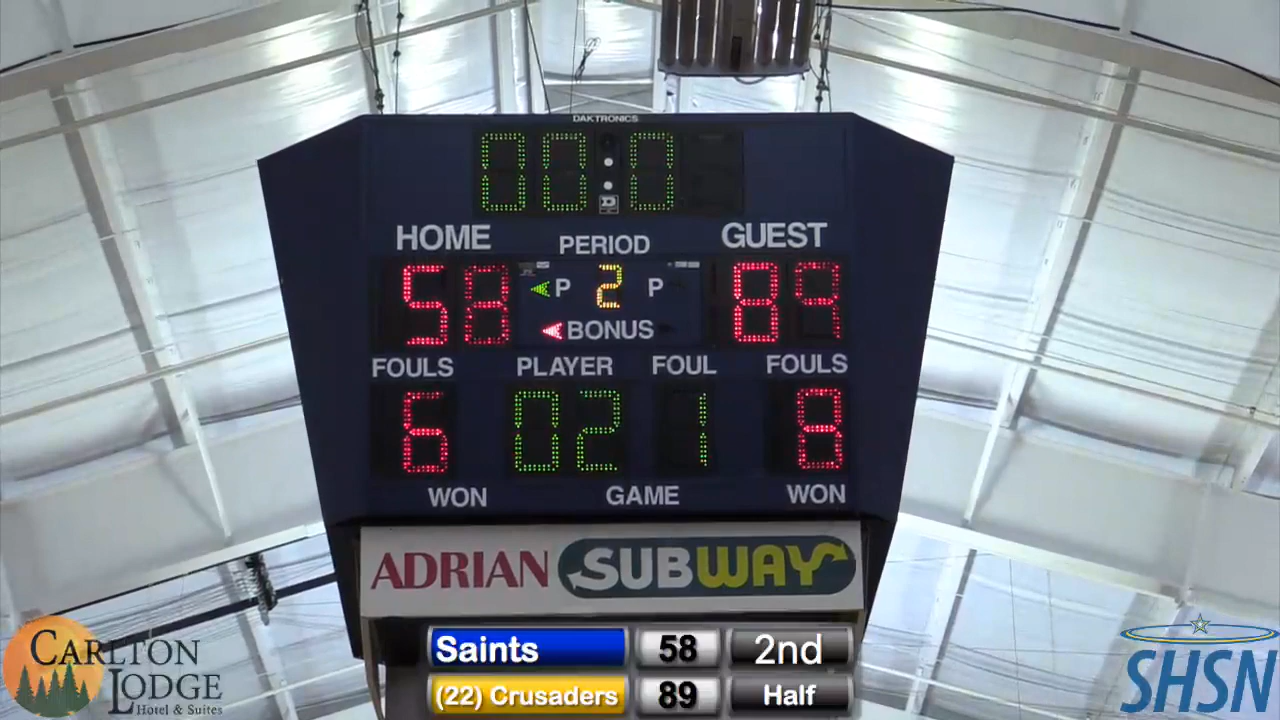 DAKTRONICS
00:0
HOME PERIOD GUEST
58 P 2 P 89
BONUS
FOULS PLAYER FOUL FOULS
6 02 1 8
WON GAME WON
ADRIAN SUBWAY
Saints 58 2nd
(22) Crusaders 89 Half
CARLTON
LODGE
Hotel & Suites
SHSN